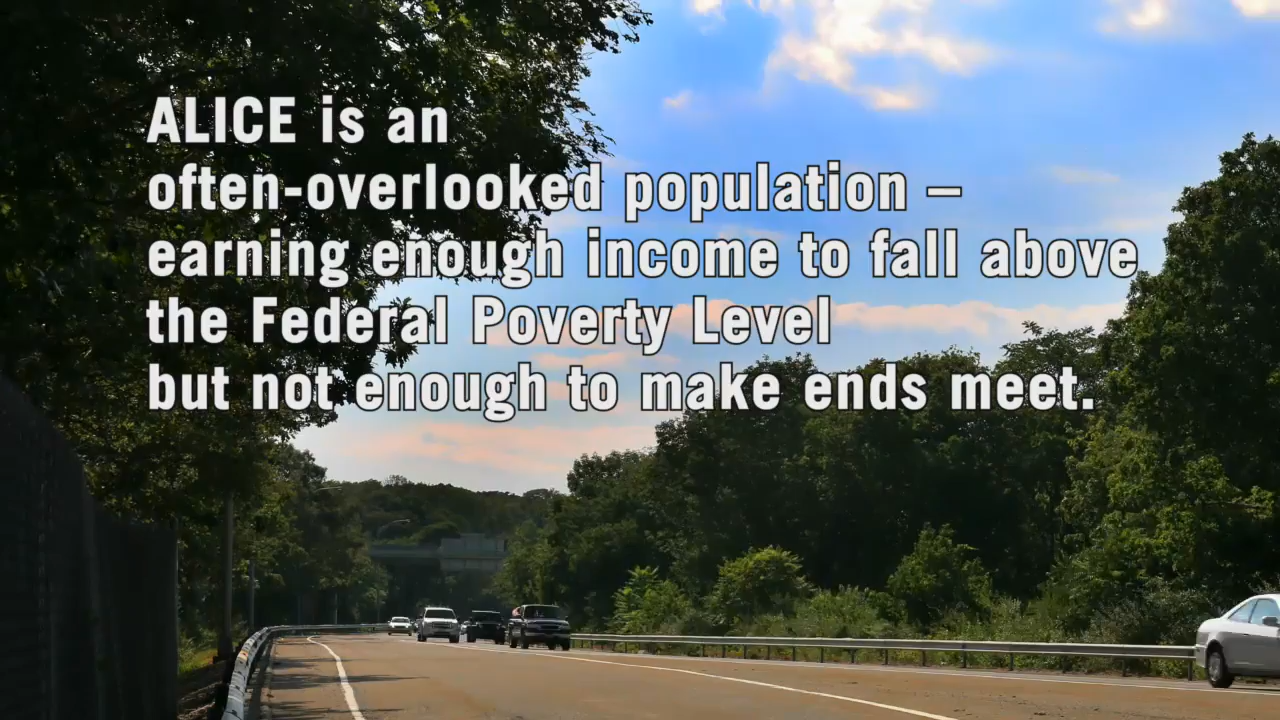 ALICE is an
often-overlooked population –
earning enough income to fall above
the Federal Poverty Level
but not enough to make ends meet.